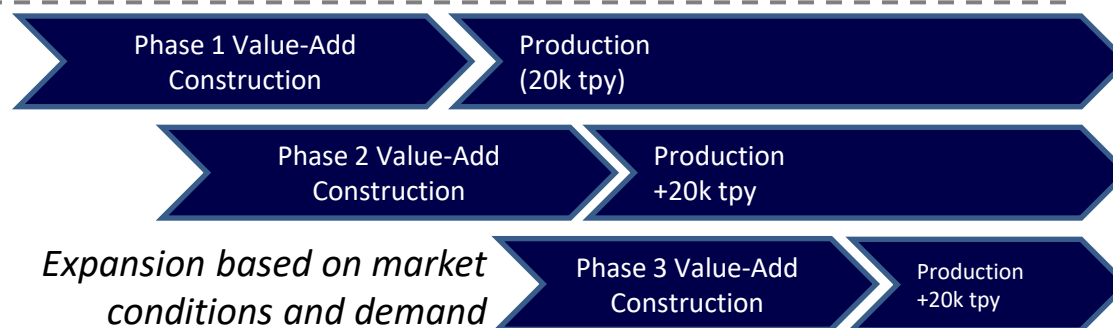 Phase 1 Value-Add
Construction
Production
(20k tpy)
Phase 2 Value-Add
Construction
Production
+20k tpy
Expansion based on market
conditions and demand
Phase 3 Value-Add
Construction
Production
+20k tpy